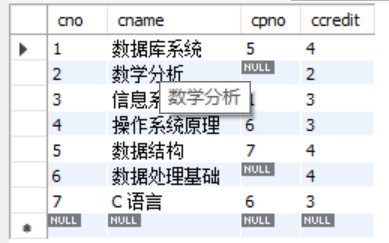 cno cname cpno ccredit
1 数据库系统 5 4
2 数学分析 NULL 2
3 信息系 3
数学分析
4 操作系统原理 6 3
5 数据结构 7 4
6 数据处理基础 NULL 4
7 C 语言 6 3
NULL NULL NULL NULL